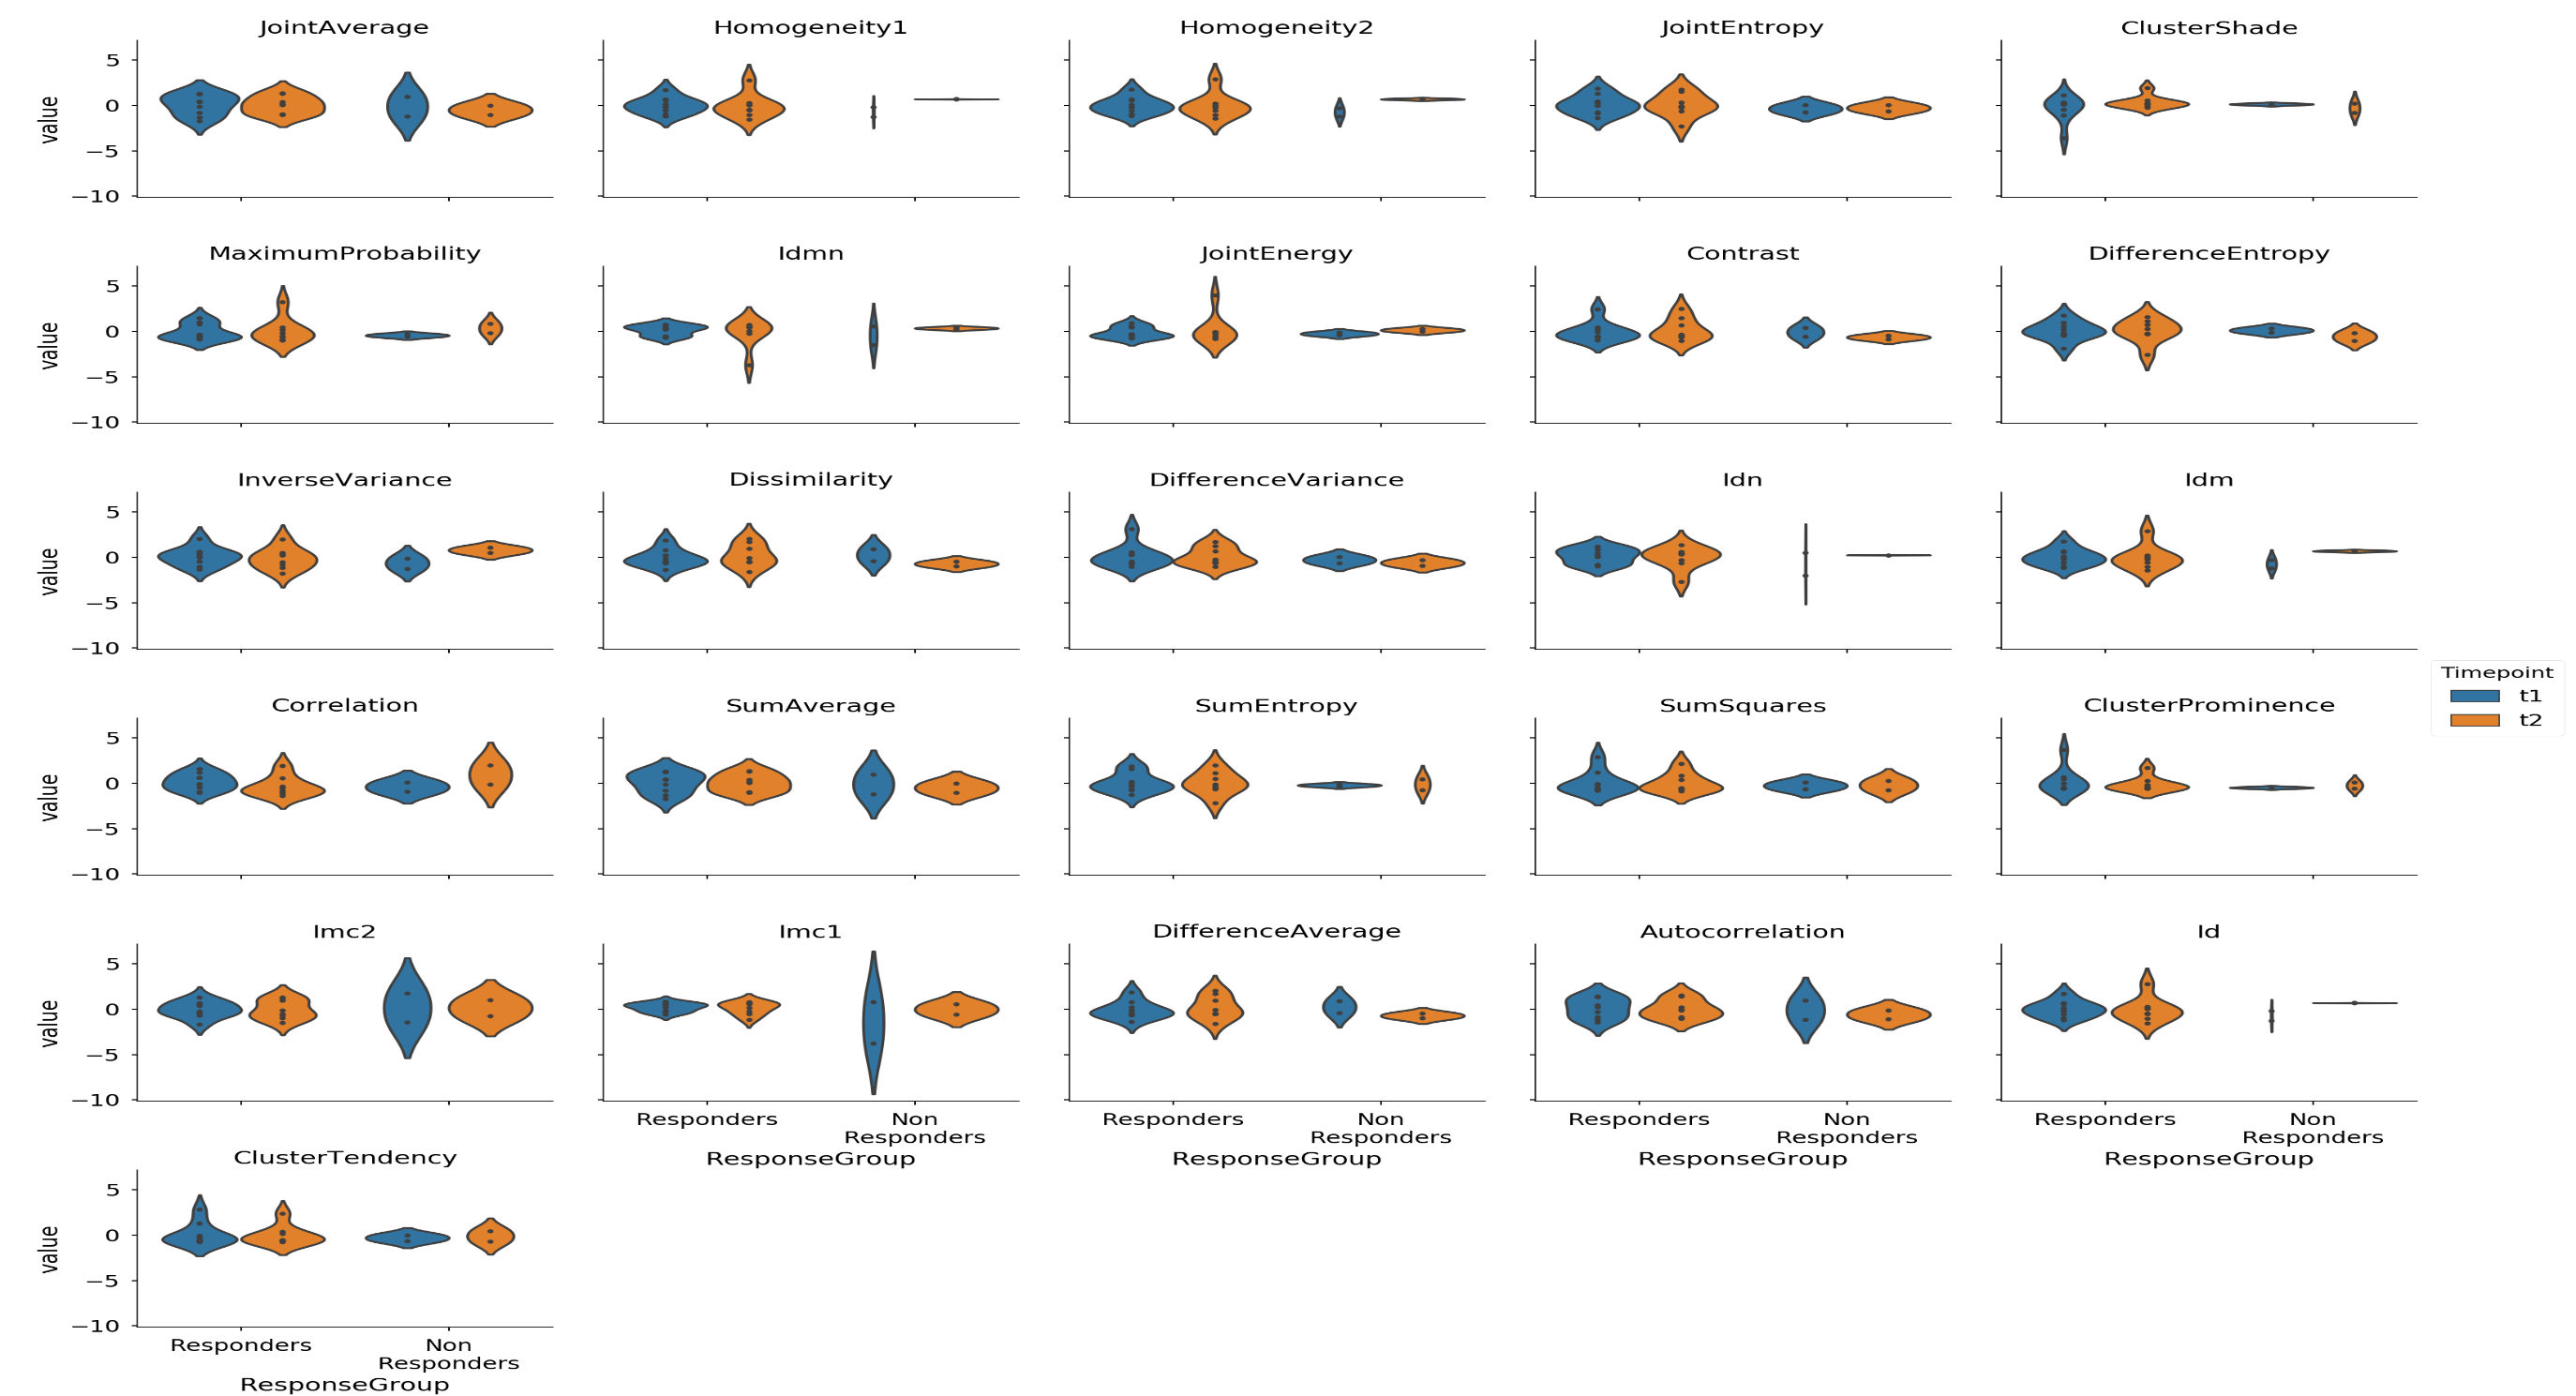 JointAverage Homogeneity1 Homogeneity2 JointEntropy ClusterShade
5
0
−5
−10
value
MaximumProbability Idmn JointEnergy Contrast DifferenceEntropy
5
0
−5
−10
value
InverseVariance Dissimilarity DifferenceVariance Idn Idm
5
0
−5
−10
value
Timepoint
t1
t2
Correlation SumAverage SumEntropy SumSquares ClusterProminence
5
0
−5
−10
value
Imc2 Imc1 DifferenceAverage Autocorrelation Id
5
0
−5
−10
value
Responders Non Responders Non Responders Non Responders Non
Responders Responders Responders Responders
ResponseGroup ResponseGroup ResponseGroup ResponseGroup
ClusterTendency
5
0
−5
−10
value
Responders Non
Responders
ResponseGroup